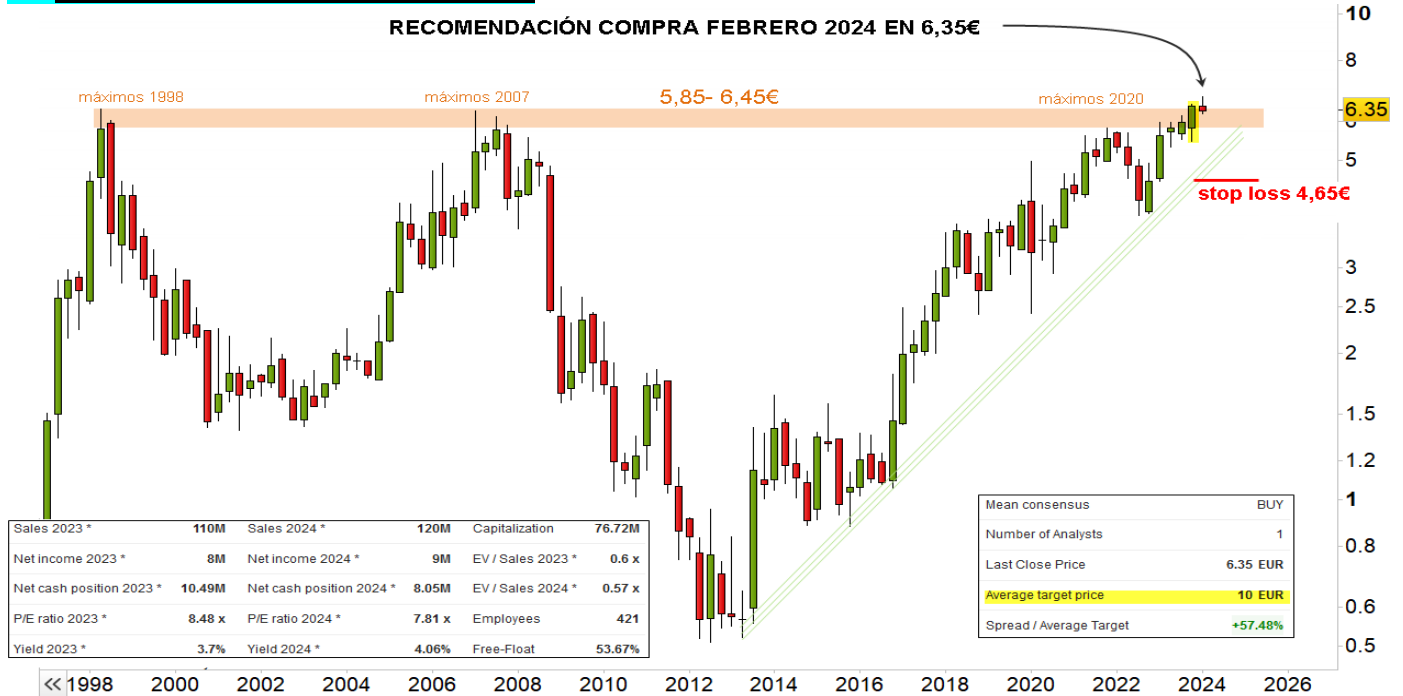 RECOMENDACIÓN COMPRA FEBRERO 2024 EN 6,35€
máximos 1998
máximos 2007
5,85- 6,45€
máximos 2020
stop loss 4,65€
10
8
6.35
6
5
3
2.5
2
1.5
1.2
1
0.8
0.6
0.5
Sales 2023 * 110M Sales 2024 * 120M Capitalization 76.72M
Net income 2023 * 8M Net income 2024 * 9M EV / Sales 2023 * 0.6 x
Net cash position 2023 * 10.49M Net cash position 2024 * 8.05M EV / Sales 2024 * 0.57 x
P/E ratio 2023 * 8.48 x P/E ratio 2024 * 7.81 x Employees 421
Yield 2023 * 3.7% Yield 2024 * 4.06% Free-Float 53.67%
Mean consensus BUY
Number of Analysts 1
Last Close Price 6.35 EUR
Average target price 10 EUR
Spread / Average Target +57.48%
<< 1998 2000 2002 2004 2006 2008 2010 2012 2014 2016 2018 2020 2022 2024 2026